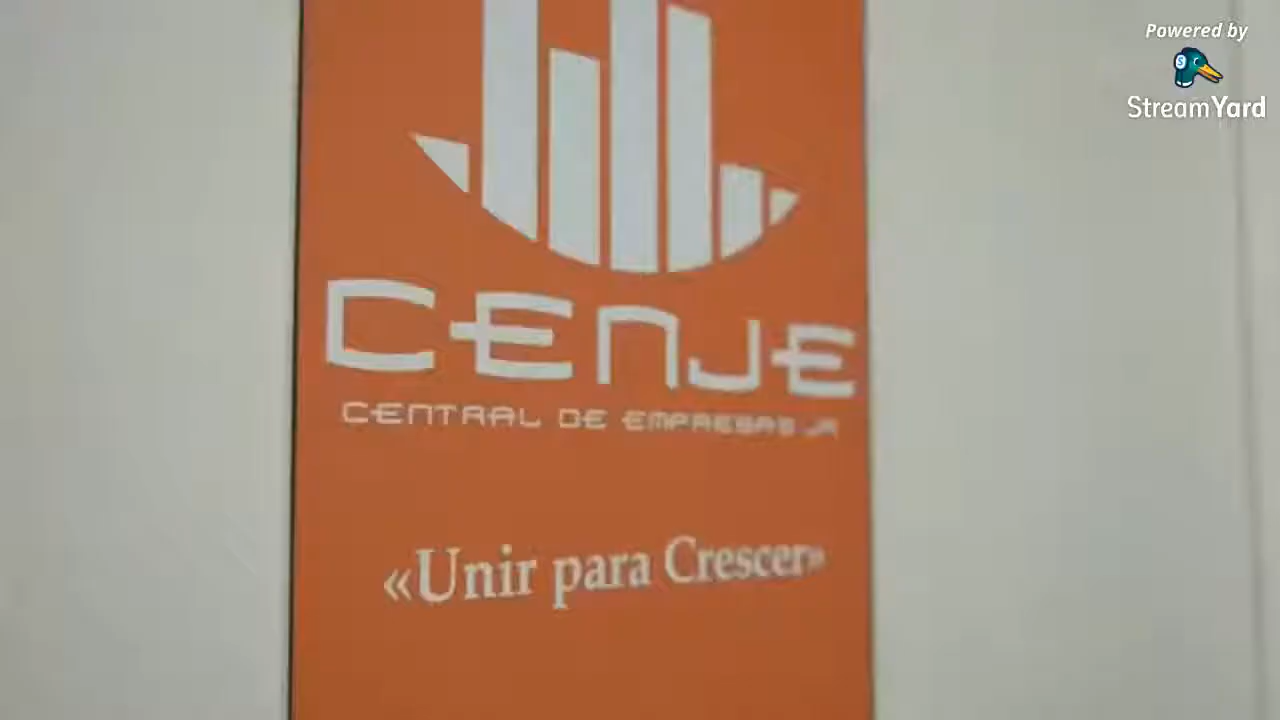 Powered by
StreamYard
CENJE
CENTRAL DE EMPRESAS JR
«Unir para Crescer»